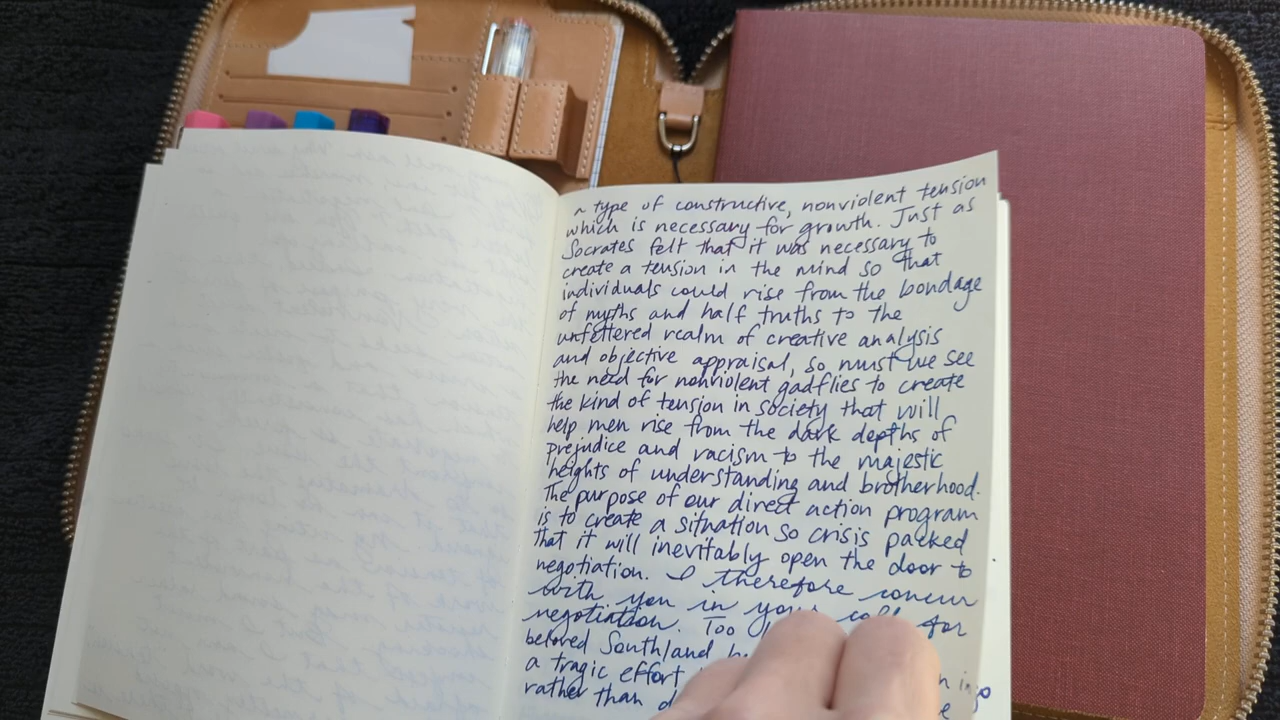 a type of constructive, nonviolent tension
which is necessary for growth. Just as
Socrates felt that it was necessary to
create a tension in the mind so that
individuals could rise from the bondage
of myths and half truths to the
unfettered realm of creative analysis
and objective appraisal, so must we see
the need for nonviolent gadflies to create
the kind of tension in society that will
help men rise from the dark depths of
prejudice and racism to the majestic
heights of understanding and brotherhood.
The purpose of our direct action program
is to create a situation so crisis packed
that it will inevitably open the door to
negotiation. I therefore concur
with you in your call for
negotiation. Too
beloved Southland
a tragic effort
rather than